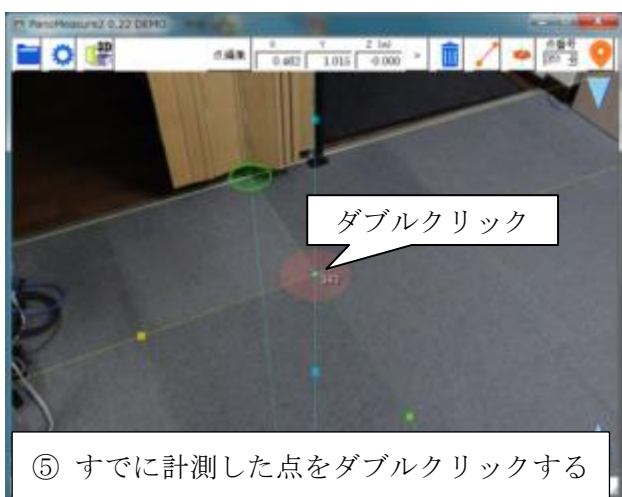 PanoMeasure2 0.22 DEMO
3D
点編集
X
Y
Z (m)
0.462
1.015
-0.000
>
点番号
ダブルクリック
⑤ すでに計測した点をダブルクリックする